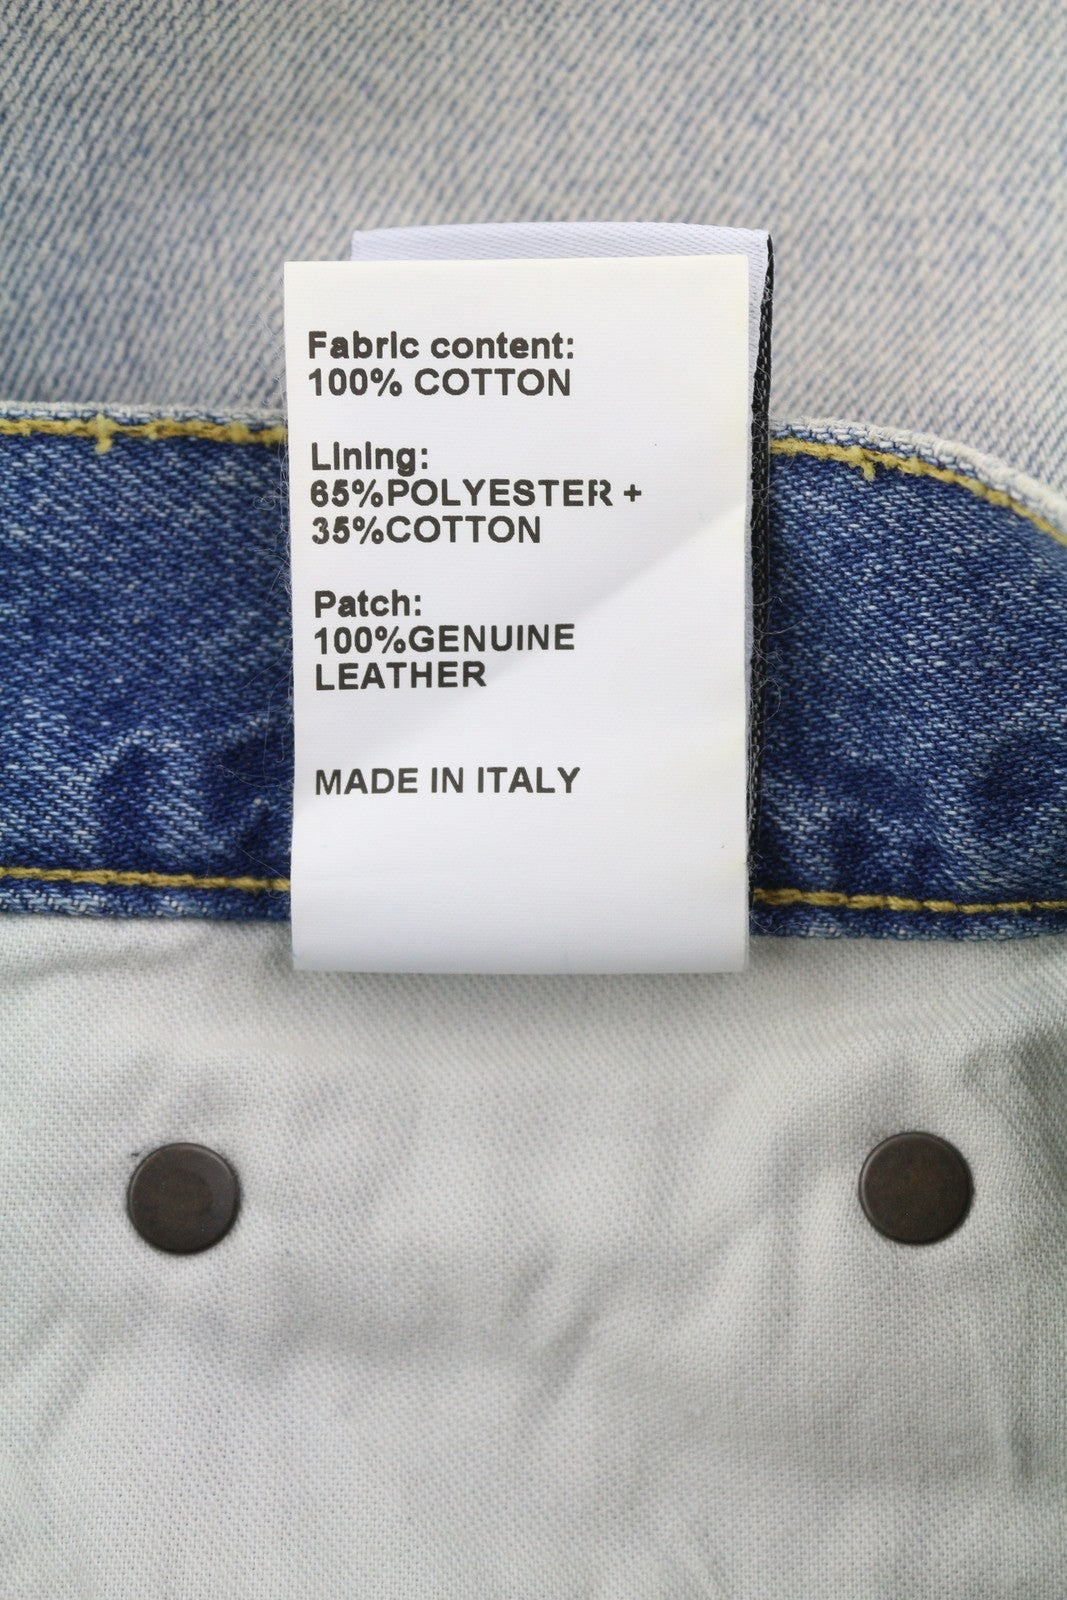 Fabric content:
100% COTTON
Lining:
65%POLYESTER +
35%COTTON
Patch:
100%GENUINE
LEATHER
MADE IN ITALY